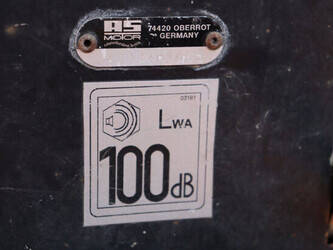 AS
MOTOR
74420 OBERROT
GERMANY
LWA
100dB